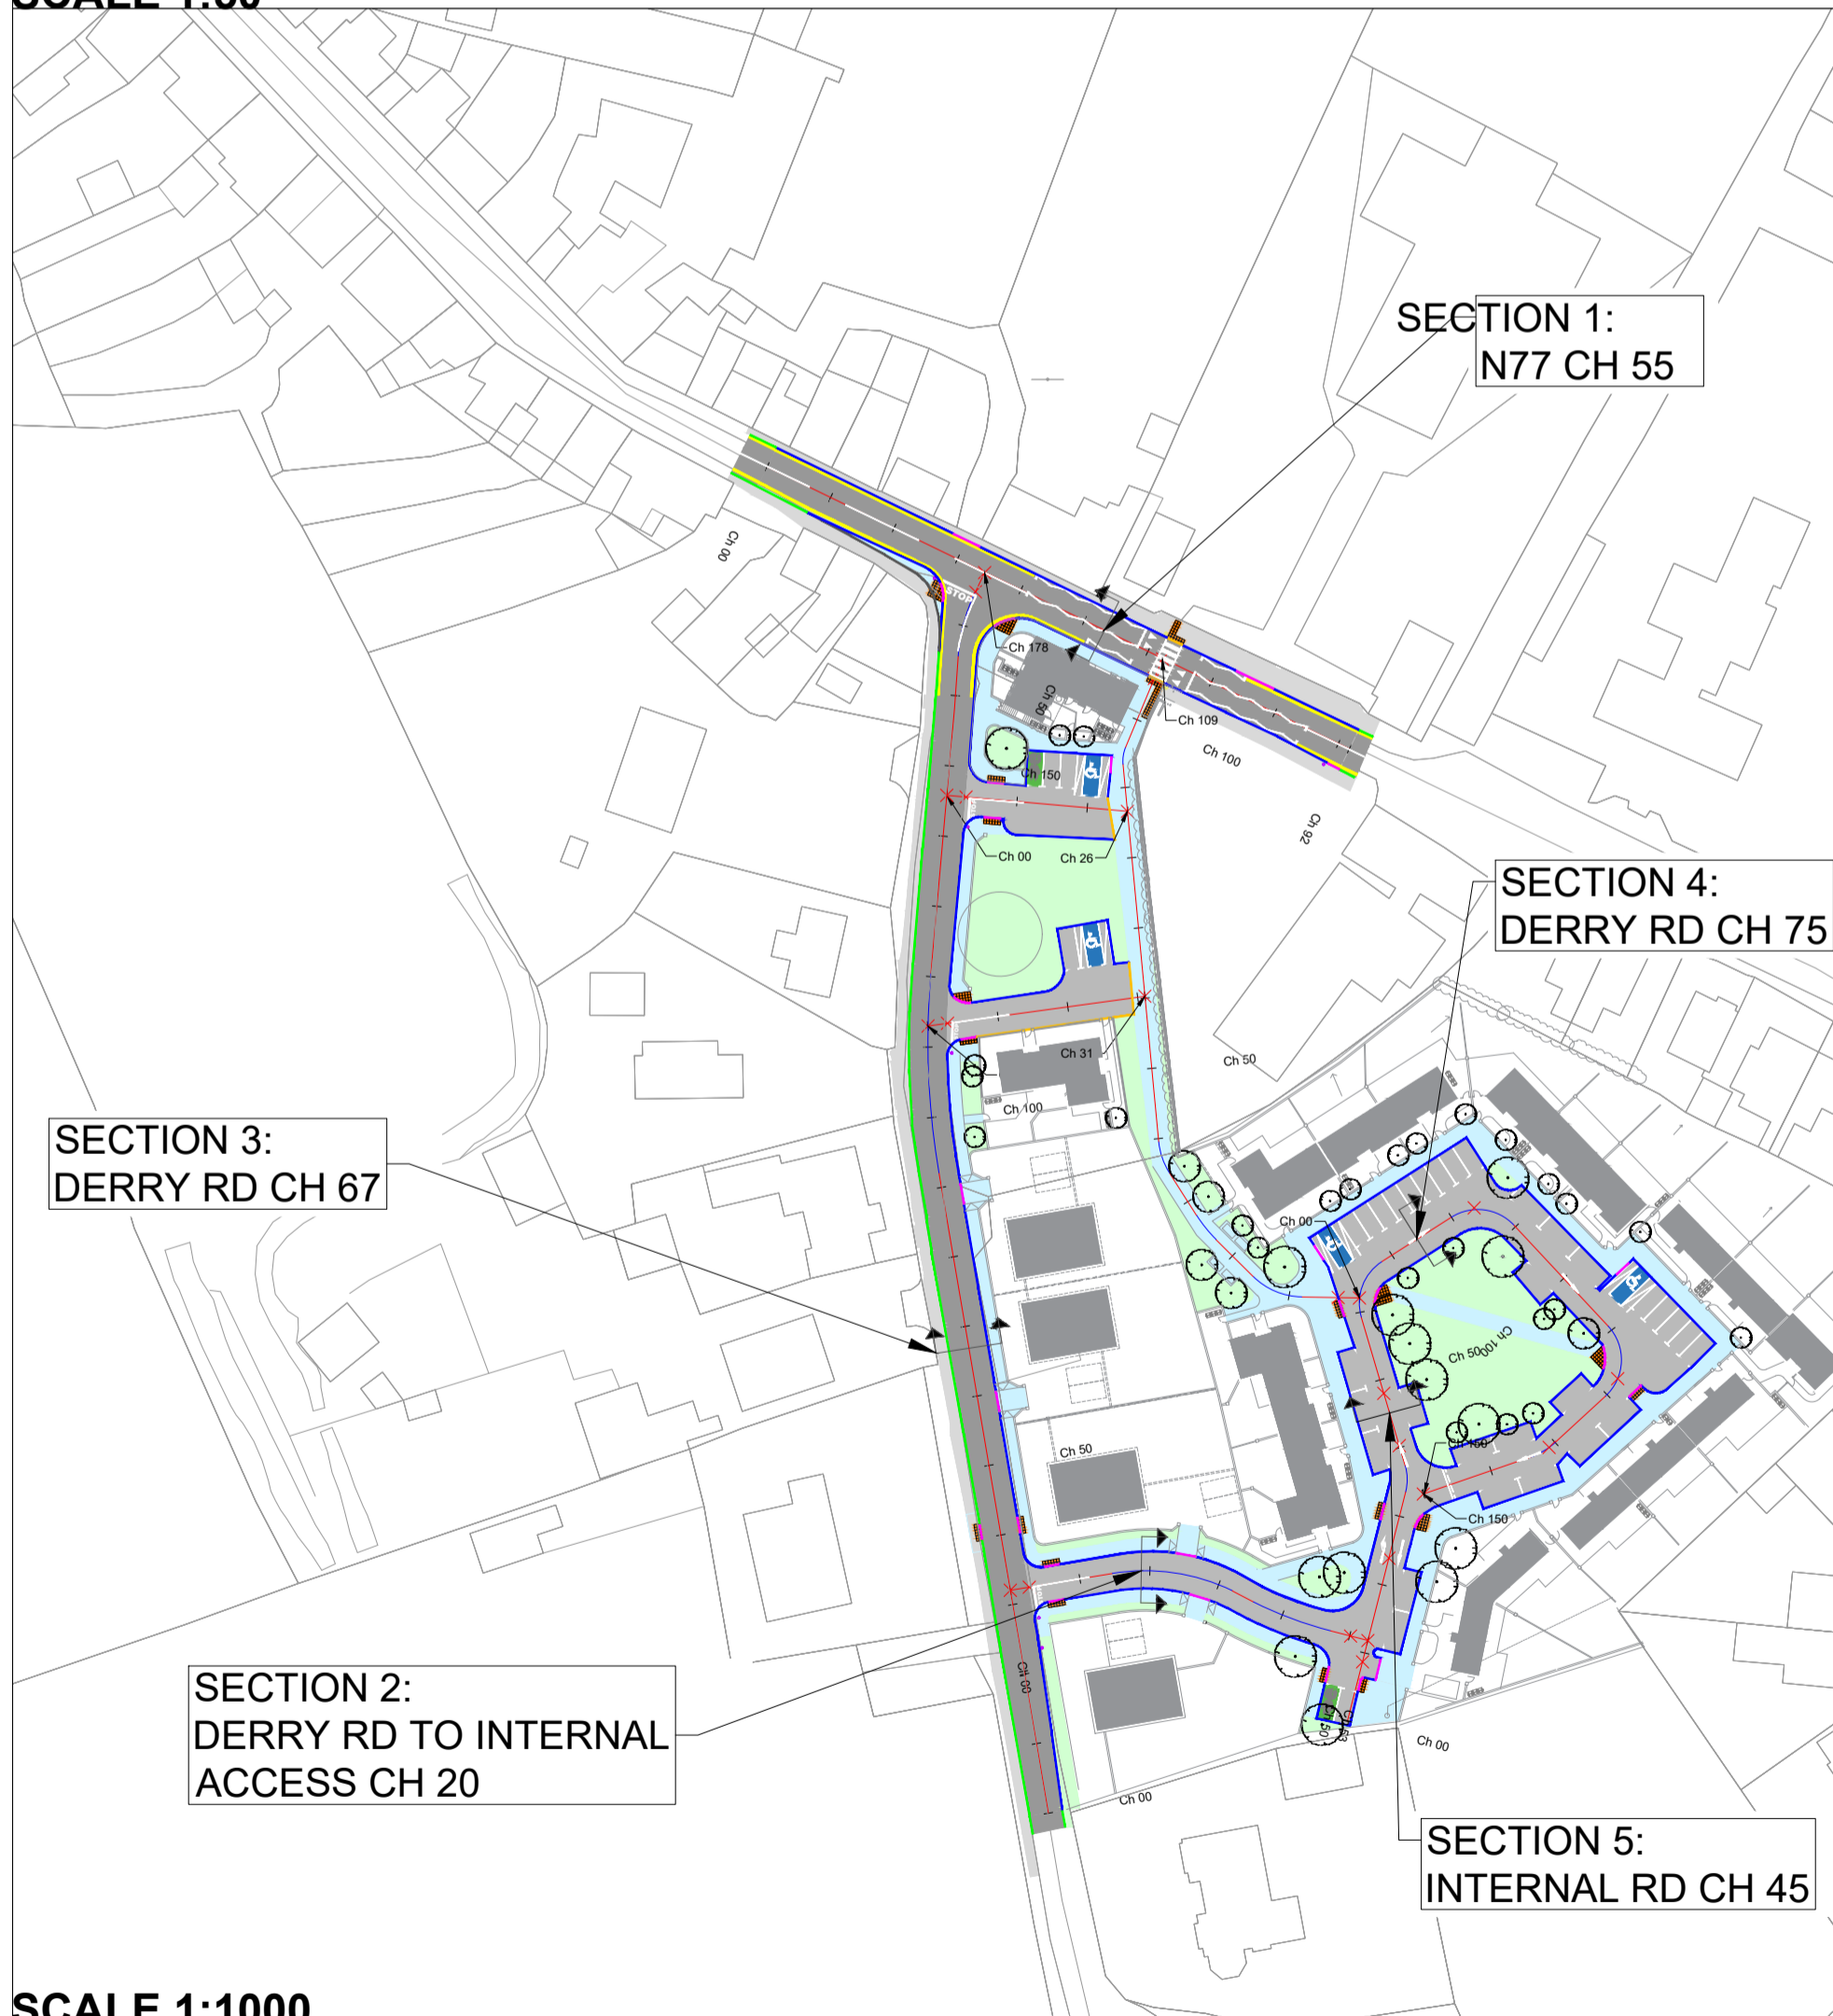 SCALE 1:50
SECTION 1:
N77 CH 55
Ch 00
STOP
Ch 178
Ch 50
Ch 109
Ch 100
Ch 150
Ch 92
Ch 00
Ch 26
SECTION 4:
DERRY RD CH 75
Ch 31
Ch 50
Ch 100
SECTION 3:
DERRY RD CH 67
Ch 00
Ch 50
Ch 100
Ch 50
Ch 150
Ch 150
SECTION 2:
DERRY RD TO INTERNAL
ACCESS CH 20
Ch 00
Ch 50
Ch 00
Ch 00
SECTION 5:
INTERNAL RD CH 45
SCALE 1:1000